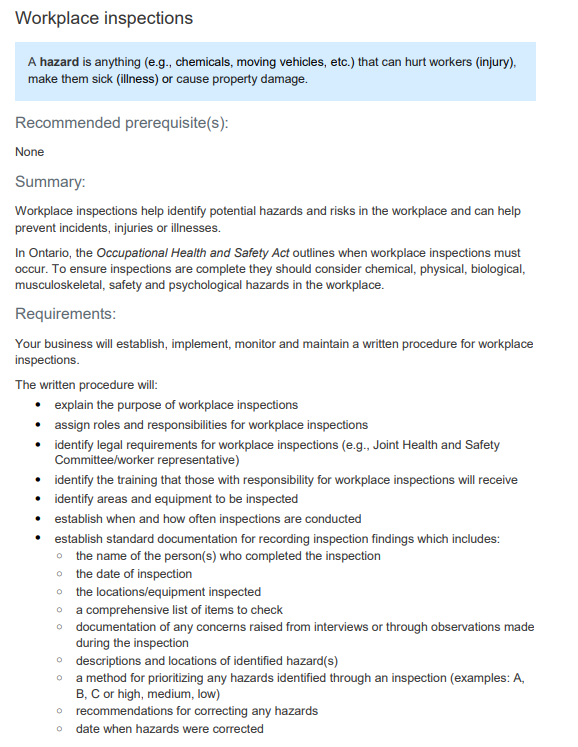 Workplace inspections
A hazard is anything (e.g., chemicals, moving vehicles, etc.) that can hurt workers (injury),
make them sick (illness) or cause property damage.
Recommended prerequisite(s):
None
Summary:
Workplace inspections help identify potential hazards and risks in the workplace and can help
prevent incidents, injuries or illnesses.
In Ontario, the Occupational Health and Safety Act outlines when workplace inspections must
occur. To ensure inspections are complete they should consider chemical, physical, biological,
musculoskeletal, safety and psychological hazards in the workplace.
Requirements:
Your business will establish, implement, monitor and maintain a written procedure for workplace
inspections.
The written procedure will:
• explain the purpose of workplace inspections
• assign roles and responsibilities for workplace inspections
• identify legal requirements for workplace inspections (e.g., Joint Health and Safety
Committee/worker representative)
• identify the training that those with responsibility for workplace inspections will receive
• identify areas and equipment to be inspected
• establish when and how often inspections are conducted
• establish standard documentation for recording inspection findings which includes:
○ the name of the person(s) who completed the inspection
○ the date of inspection
○ the locations/equipment inspected
○ a comprehensive list of items to check
○ documentation of any concerns raised from interviews or through observations made
during the inspection
○ descriptions and locations of identified hazard(s)
○ a method for prioritizing any hazards identified through an inspection (examples: A,
B, C or high, medium, low)
○ recommendations for correcting any hazards
○ date when hazards were corrected